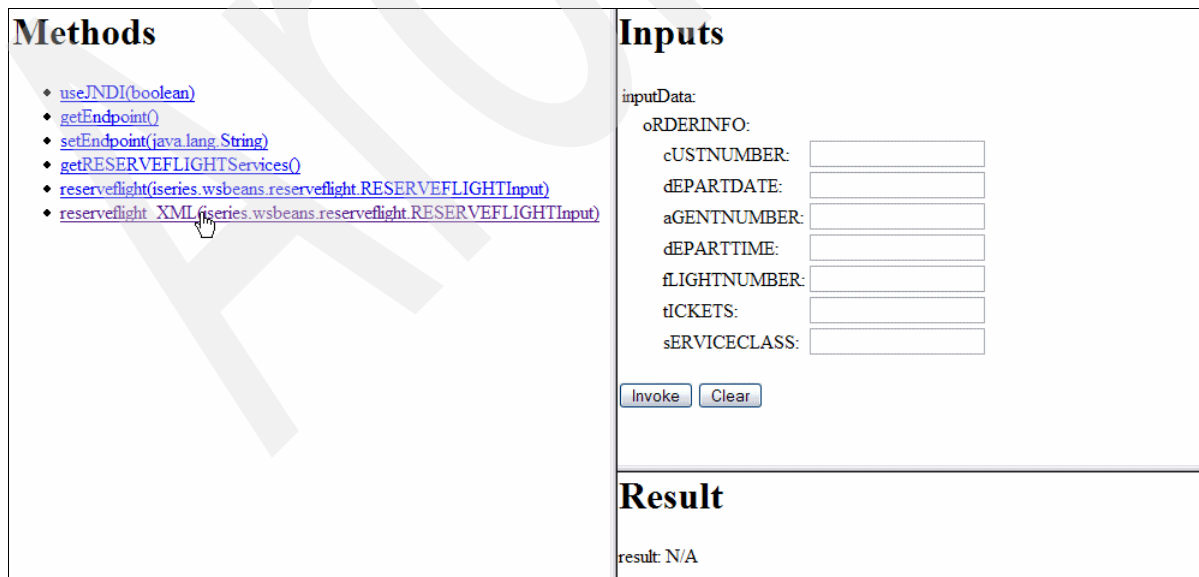 Methods
useJNDI(boolean)
getEndpoint()
setEndpoint(java.lang.String)
getRESERVEFLIGHTServices()
reserveflight(iseries.wsbeans.reserveflight.RESERVEFLIGHTInput)
reserveflight_XML(iseries.wsbeans.reserveflight.RESERVEFLIGHTInput)
Inputs
inputData:
oRDERINFO:
cUSTNUMBER:
dEPARTDATE:
aGENTNUMBER:
dEPARTTIME:
fLIGHTNUMBER:
tICKETS:
sERVICECLASS:
Invoke Clear
Result
result: N/A